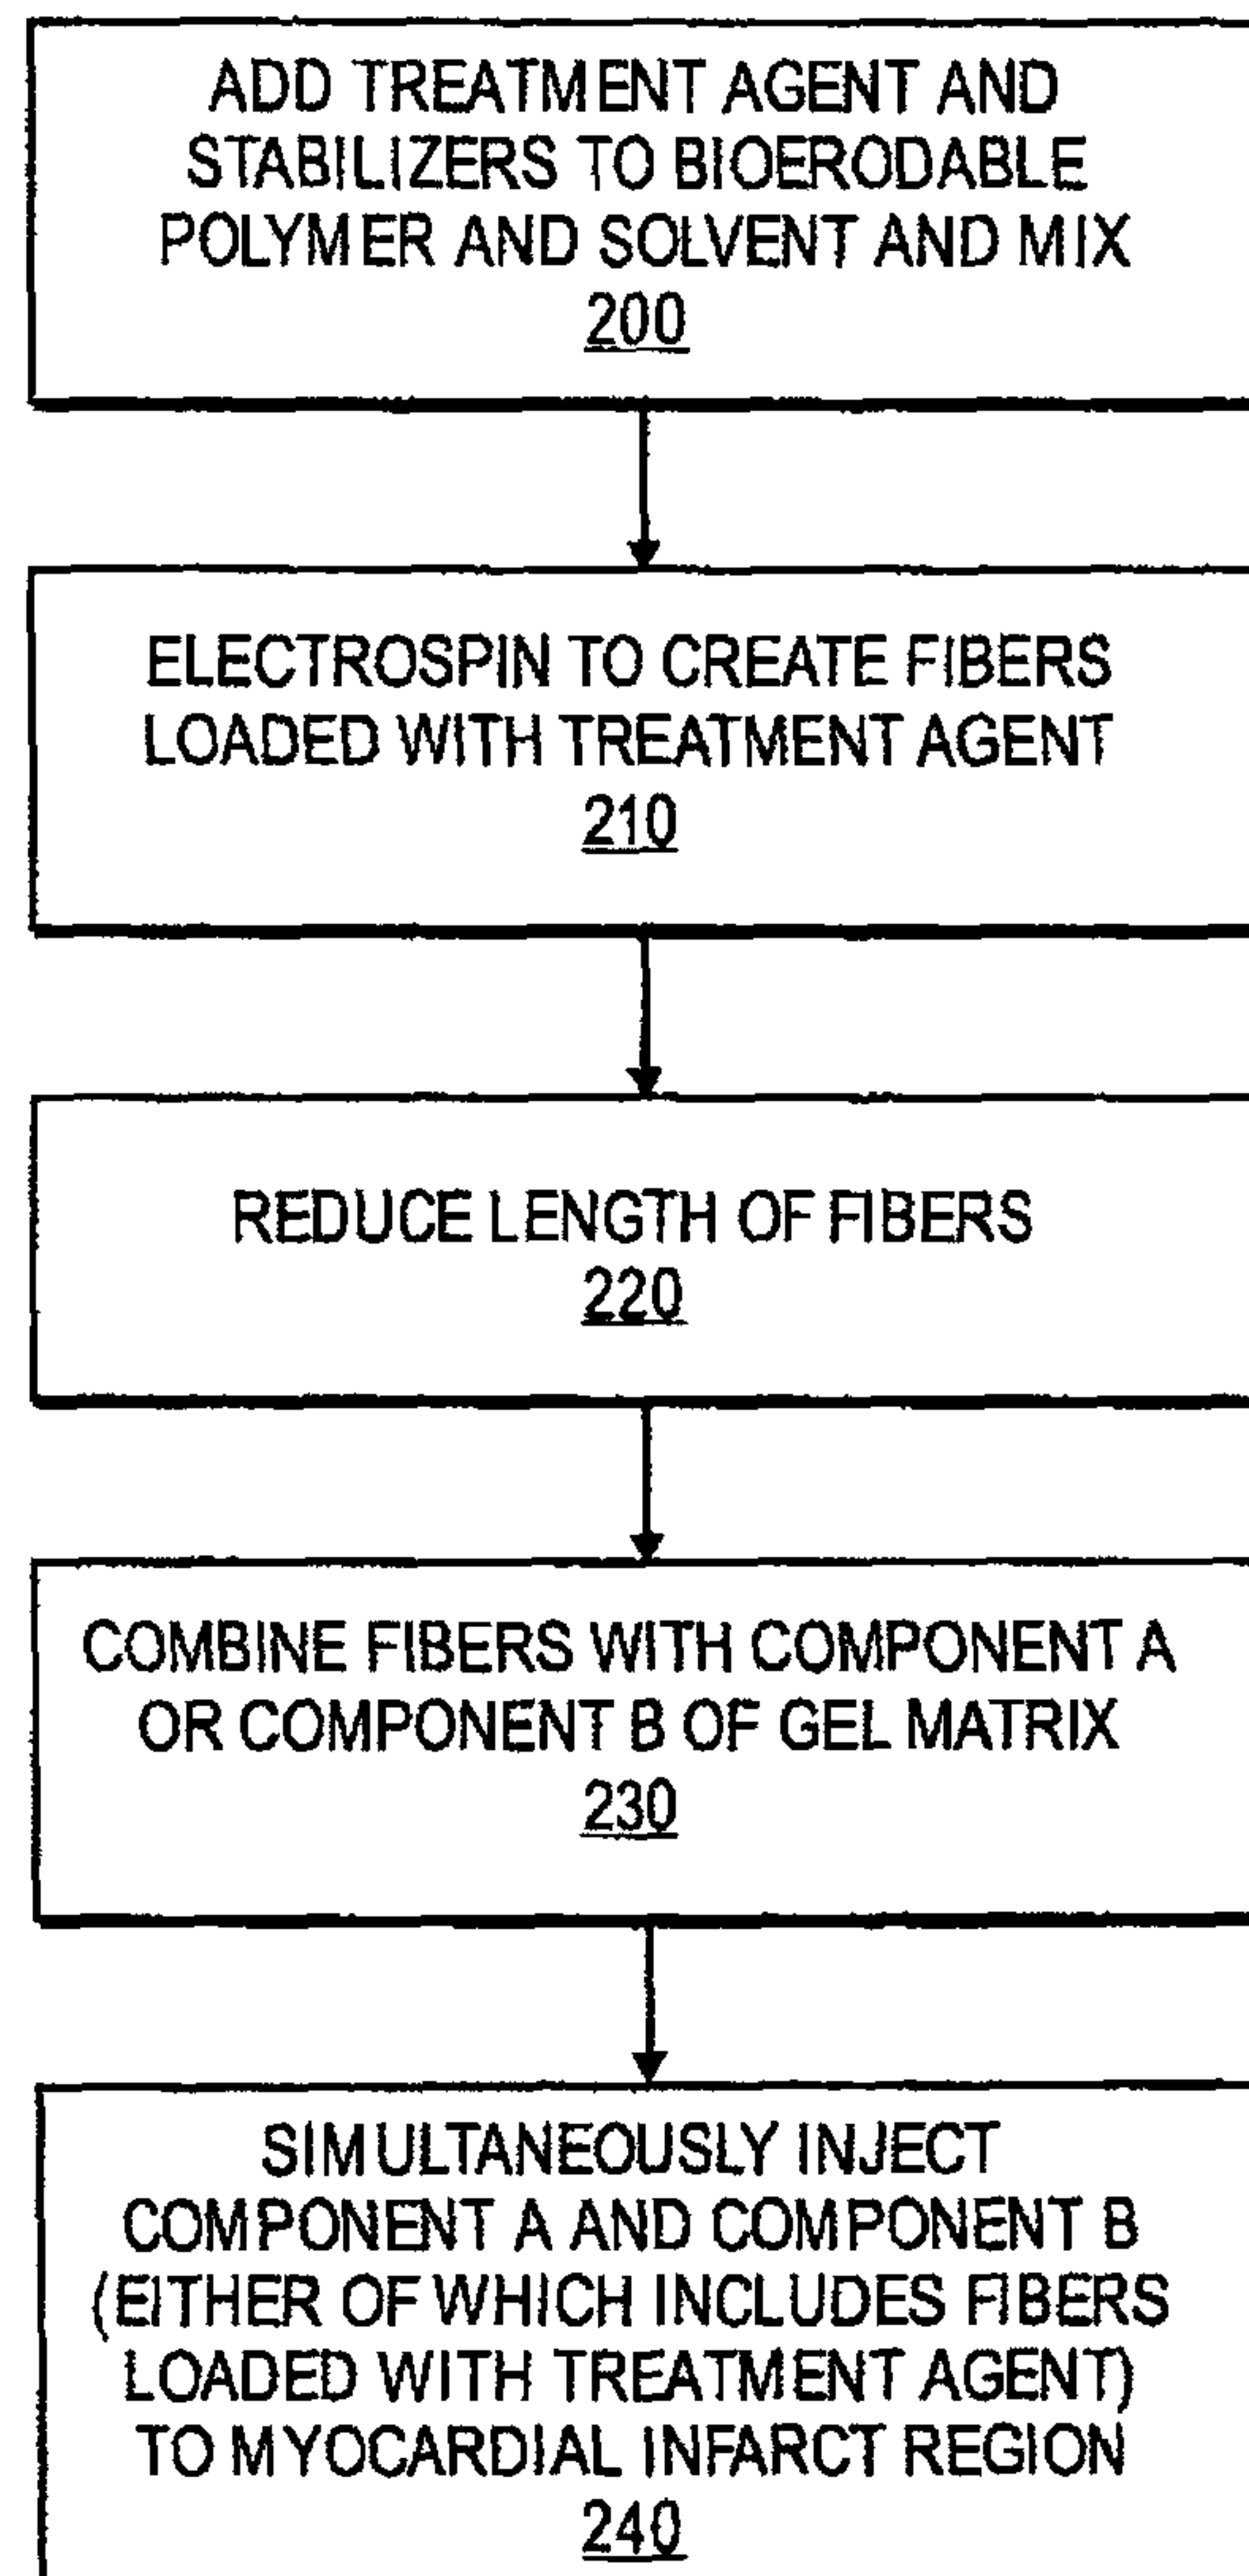 ADD TREATMENT AGENT AND
STABILIZERS TO BIOERODABLE
POLYMER AND SOLVENT AND MIX
200
ELECTROSPIN TO CREATE FIBERS
LOADED WITH TREATMENT AGENT
210
REDUCE LENGTH OF FIBERS
220
COMBINE FIBERS WITH COMPONENT A
OR COMPONENT B OF GEL MATRIX
230
SIMULTANEOUSLY INJECT
COMPONENT A AND COMPONENT B
(EITHER OF WHICH INCLUDES FIBERS
LOADED WITH TREATMENT AGENT)
TO MYOCARDIAL INFARCT REGION
240